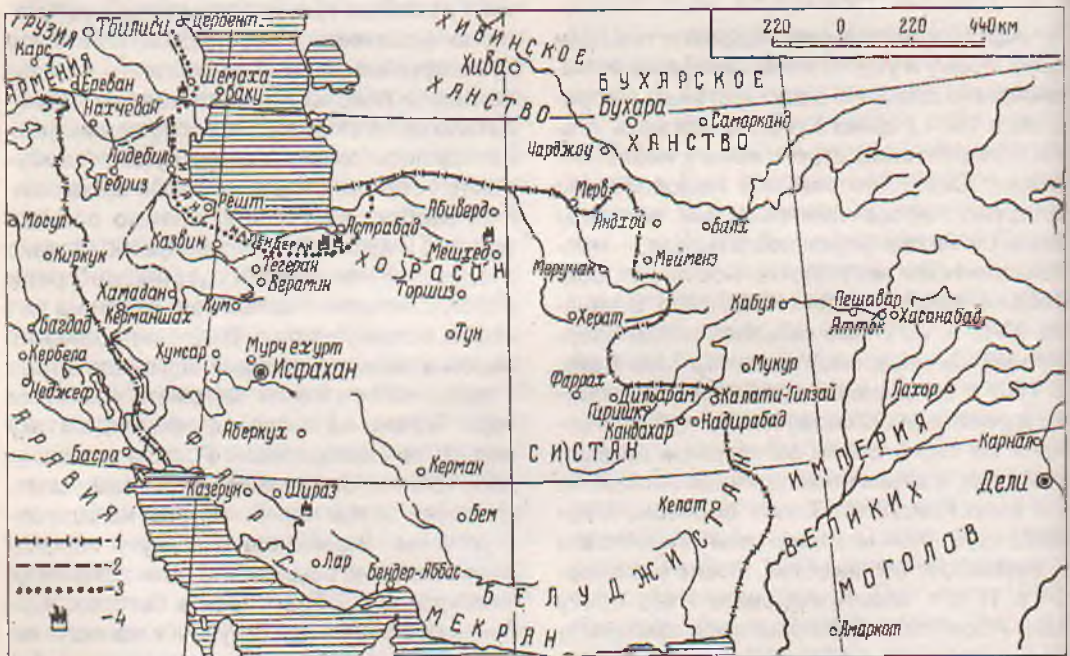 ГРУЗИЯ
Тбилиси
Дербент
Карс
АРМЕНИЯ
Ереван
Нахчеван
Шемаха
Баку
Ардебиль
Тебриз
Решт
Мосул
Казвин
МАЗЕНДЕРАН
Киркук
Тегеран
Верамин
Хамадан
Кум
Керманшах
Багдад
Хунсар
Мурчехурт
Исфахан
Кербела
Неджеф
Аберкух
Басра
Казерун
Шираз
Лар
Бендер-Аббас
ХИВИНСКОЕ
Хива
ХАНСТВО
220 0 220 440 км
БУХАРСКОЕ
Бухара
Самарканд
Чарджоу
ХАНСТВО
Астрабад
Абиверд
Мешхед
ХОРАСАН
Торшиз
Тун
Керман
Бем
Мерв
Андхой
Балх
Меймене
Меручак
Герат
Кабул
Пешавар
Хасанабад
Атток
Мукур
Фаррах
Дильарам
Калати-Гилзай
Гиришк
Кандахар
Надирабад
Лахор
Карнал
Дели
СИСТАН
ИМПЕРИЯ
ВЕЛИКИХ
МОГОЛОВ
Келат
БЕЛУДЖИСТАН
МЕКРАН
Амаркот
1
2
3
4